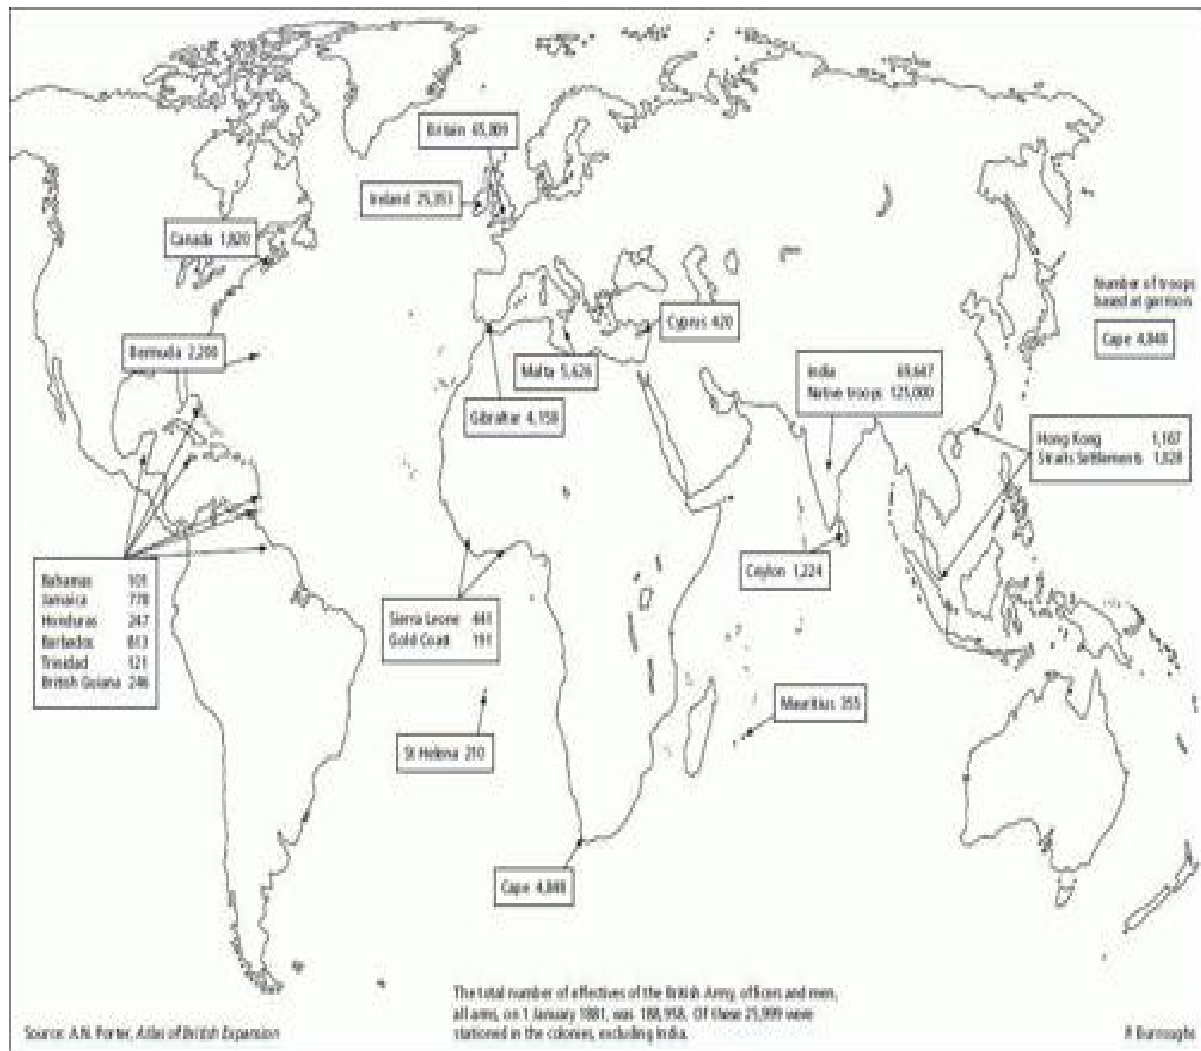 Britain 65,809
Ireland 25,353
Canada 1,820
Number of troops
based at garrison
Cape 4,848
Cyprus 420
Bermuda 2,200
Malta 5,626
India 69,647
Native troops 125,000
Gibraltar 4,158
Hong Kong 1,167
Straits Settlements 1,028
Ceylon 1,224
Bahamas 101
Jamaica 778
Honduras 247
Barbados 813
Trinidad 121
British Guiana 246
Sierra Leone 441
Gold Coast 191
Mauritius 355
St Helena 210
Cape 4,848
The total number of effectives of the British Army, officers and men,
all arms, on 1 January 1881, was 188,958. Of these 25,999 were
stationed in the colonies, excluding India.
Source: A.N. Porter, Atlas of British Expansion
P. Burroughs